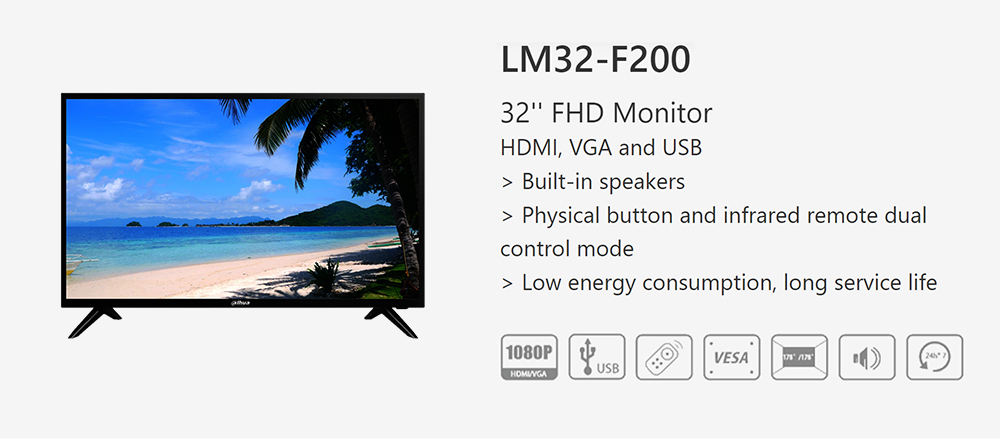 LM32-F200
32'' FHD Monitor
HDMI, VGA and USB
> Built-in speakers
> Physical button and infrared remote dual
control mode
> Low energy consumption, long service life
alhua
1080P
HDMI/VGA
USB
VESA
178° /178°
24h* 7